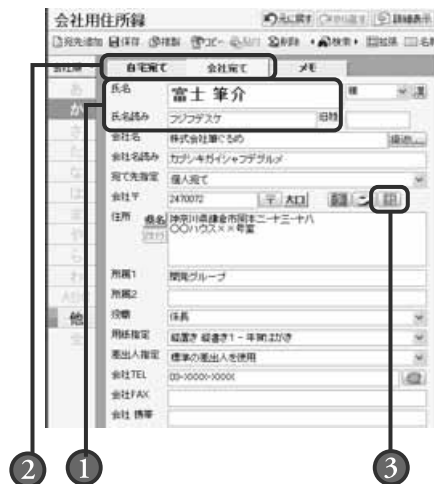 会社用住所録
元に戻す 詳細表示
宛先追加 保存 複製 コピー 削除 検索
自宅宛て 会社宛て メモ
氏名 富士 筆介 様
氏名読み フジフデスケ 旧姓
会社名 株式会社筆ぐるめ
会社名読み カブシキガイシャフデグルメ
宛て先指定 個人宛て
会社〒 2470072 〒 大口
住所 県名 神奈川県鎌倉市岡本二十三-十八
〇〇ハウス××号室
所属1 開発グループ
所属2
役職 係長
用紙指定 縦置き 縦書き1 - 年賀はがき
差出人指定 標準の差出人を使用
会社TEL 03-XXXX-XXXX
会社FAX
会社 携帯
か
他
2 1 3